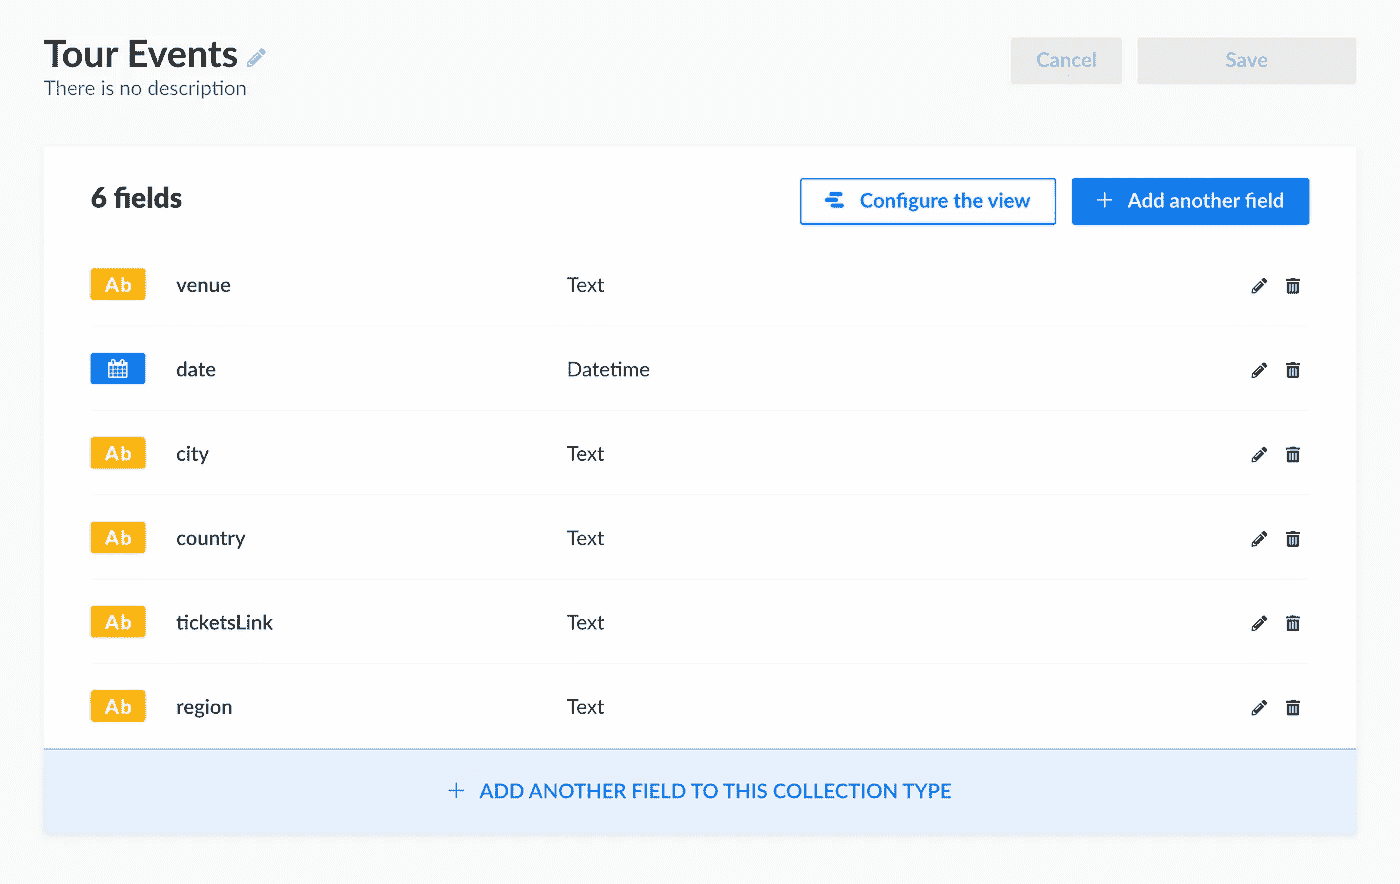 Tour Events
There is no description
Cancel
Save
6 fields
Configure the view
+ Add another field
Ab venue Text
date Datetime
Ab city Text
Ab country Text
Ab ticketsLink Text
Ab region Text
+ ADD ANOTHER FIELD TO THIS COLLECTION TYPE